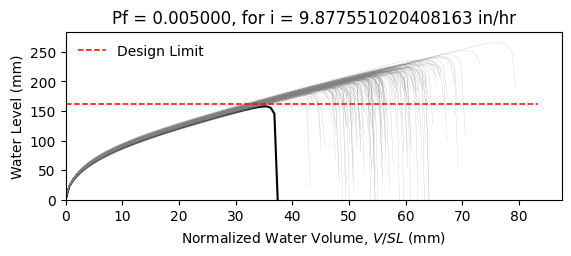 Pf = 0.005000, for i = 9.877551020408163 in/hr
Design Limit
Water Level (mm)
250
200
150
100
50
0
0 10 20 30 40 50 60 70 80
Normalized Water Volume, V/SL (mm)